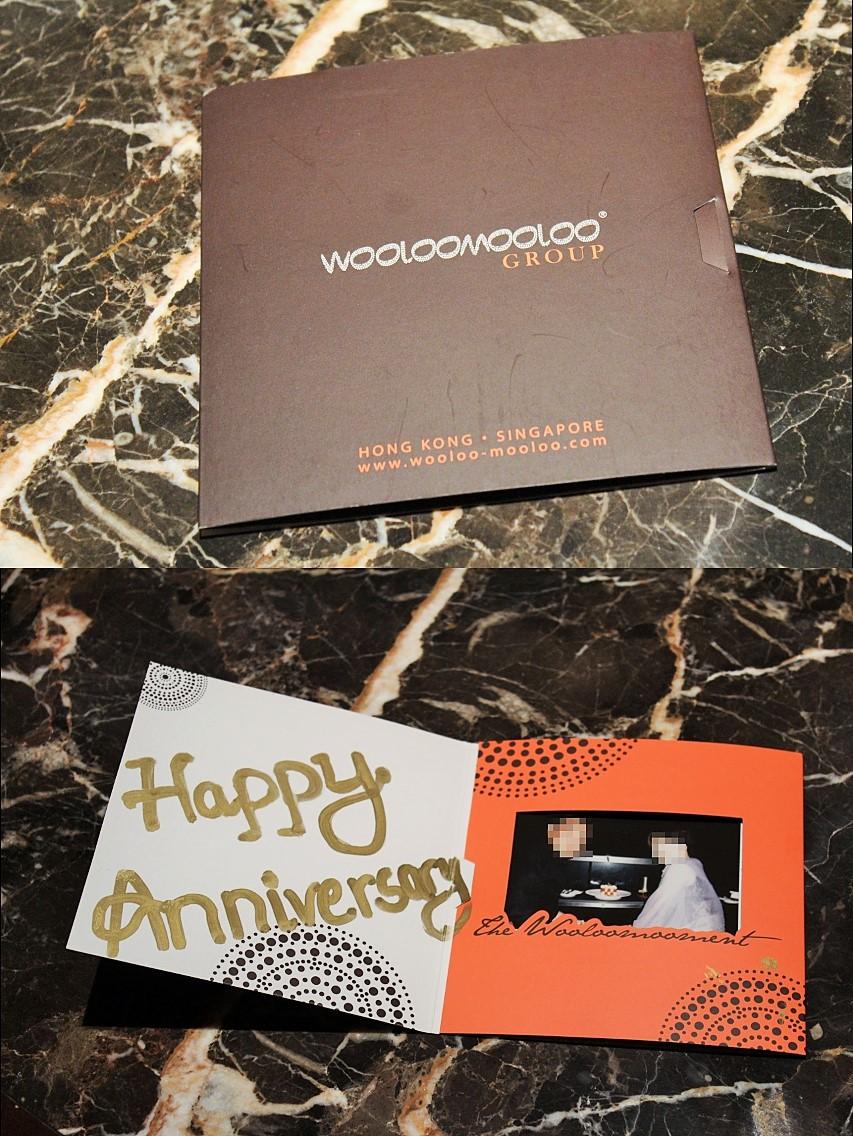 WOOLOOMOOLOO®
GROUP
HONG KONG • SINGAPORE
www.wooloo-mooloo.com
Happy
Anniversary
The Wooloomooment